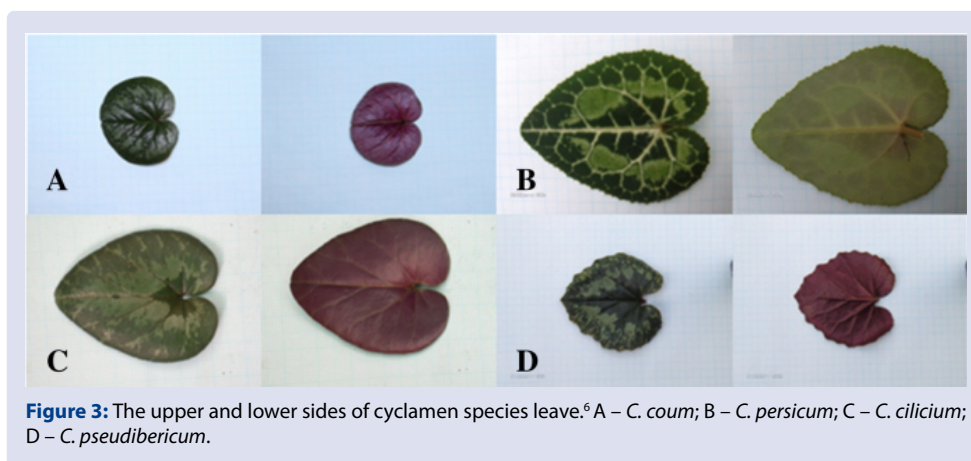 A
B
C
D
Figure 3: The upper and lower sides of cyclamen species leave.⁶ A – C. coum; B – C. persicum; C – C. cilicium;
D – C. pseudibericum.